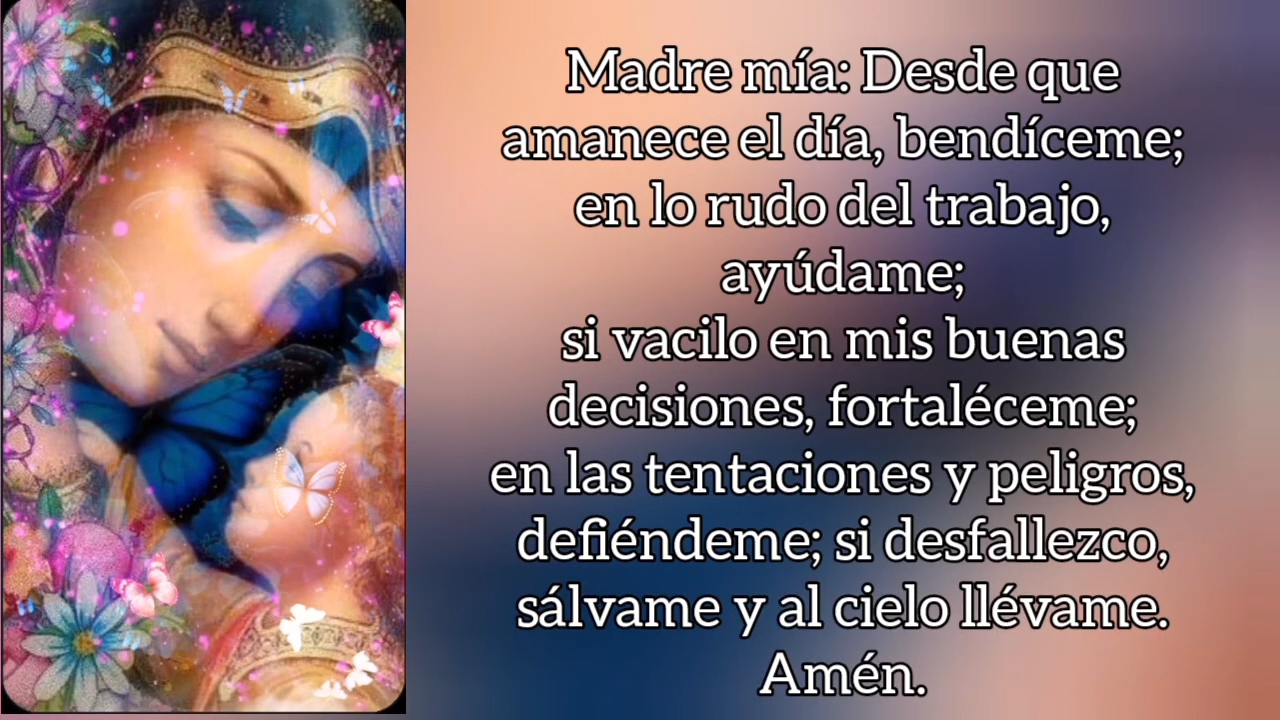 Madre mía: Desde que
amanece el día, bendíceme;
en lo rudo del trabajo,
ayúdame;
si vacilo en mis buenas
decisiones, fortaléceme;
en las tentaciones y peligros,
defiéndeme; si desfallezco,
sálvame y al cielo llévame.
Amén.